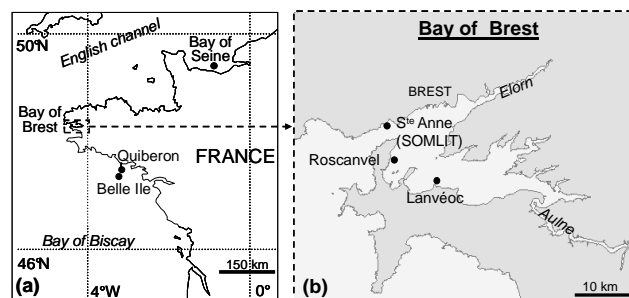 50°N
English channel
Bay of
Seine
Bay of
Brest
Quiberon
FRANCE
Belle Ile
Bay of Biscay
46°N
150 km
(a)
4°W
0°
Bay of Brest
BREST
Elorn
Ste Anne
(SOMLIT)
Roscanvel
Lanvéoc
Aulne
(b)
10 km